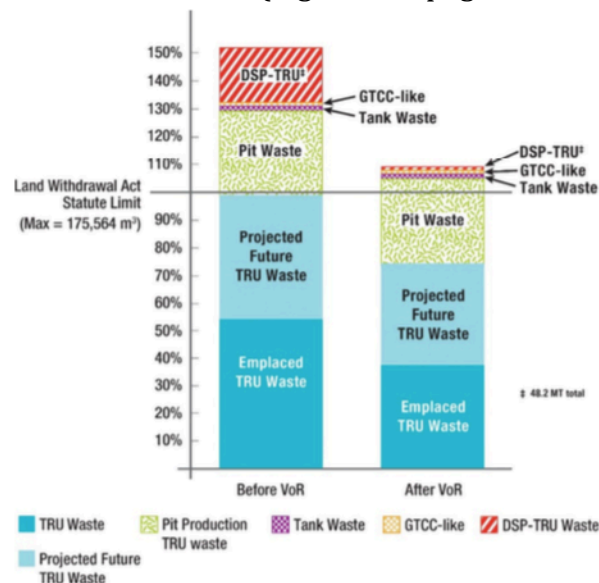 150%
140%
130%
120%
110%
Land Withdrawal Act
Statute Limit
(Max = 175,564 m³)
90%
80%
70%
60%
50%
40%
30%
20%
10%
DSP-TRU‡
GTCC-like
Tank Waste
Pit Waste
Projected
Future
TRU Waste
Emplaced
TRU Waste
DSP-TRU‡
GTCC-like
Tank Waste
Pit Waste
Projected
Future
TRU Waste
Emplaced
TRU Waste
‡ 48.2 MT total
Before VoR
After VoR
TRU Waste
Pit Production
TRU waste
Tank Waste
GTCC-like
DSP-TRU Waste
Projected Future
TRU Waste